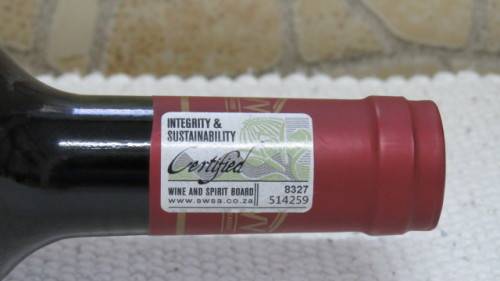 INTEGRITY &
SUSTAINABILITY
Certified
WINE AND SPIRIT BOARD
www.swsa.co.za
8327
514259